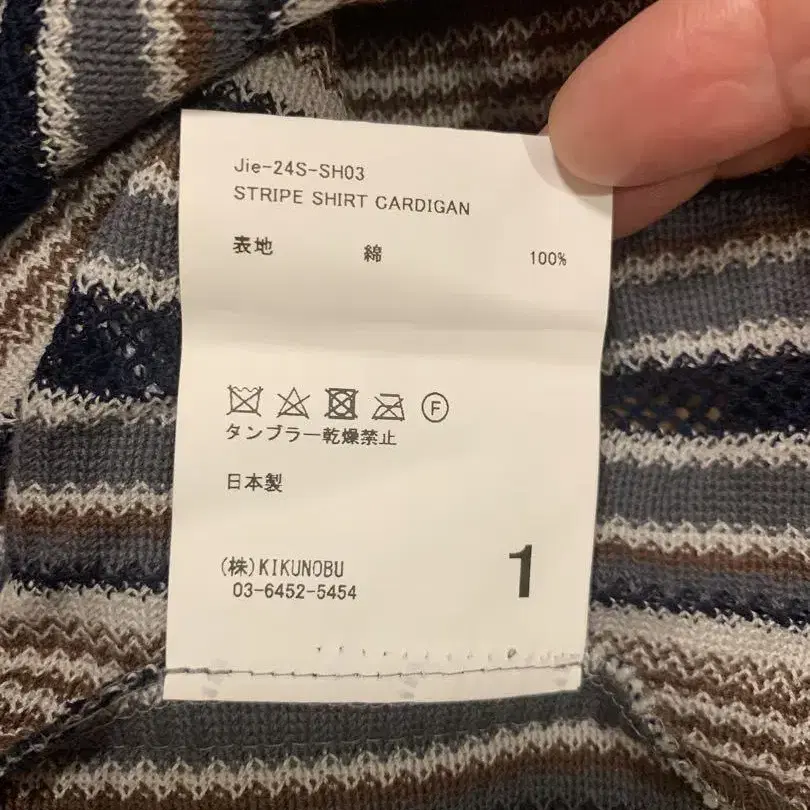 Jie-24S-SH03
STRIPE SHIRT CARDIGAN
表地 綿 100%
F
タンブラー乾燥禁止
日本製
(株)KIKUNOBU
03-6452-5454
1